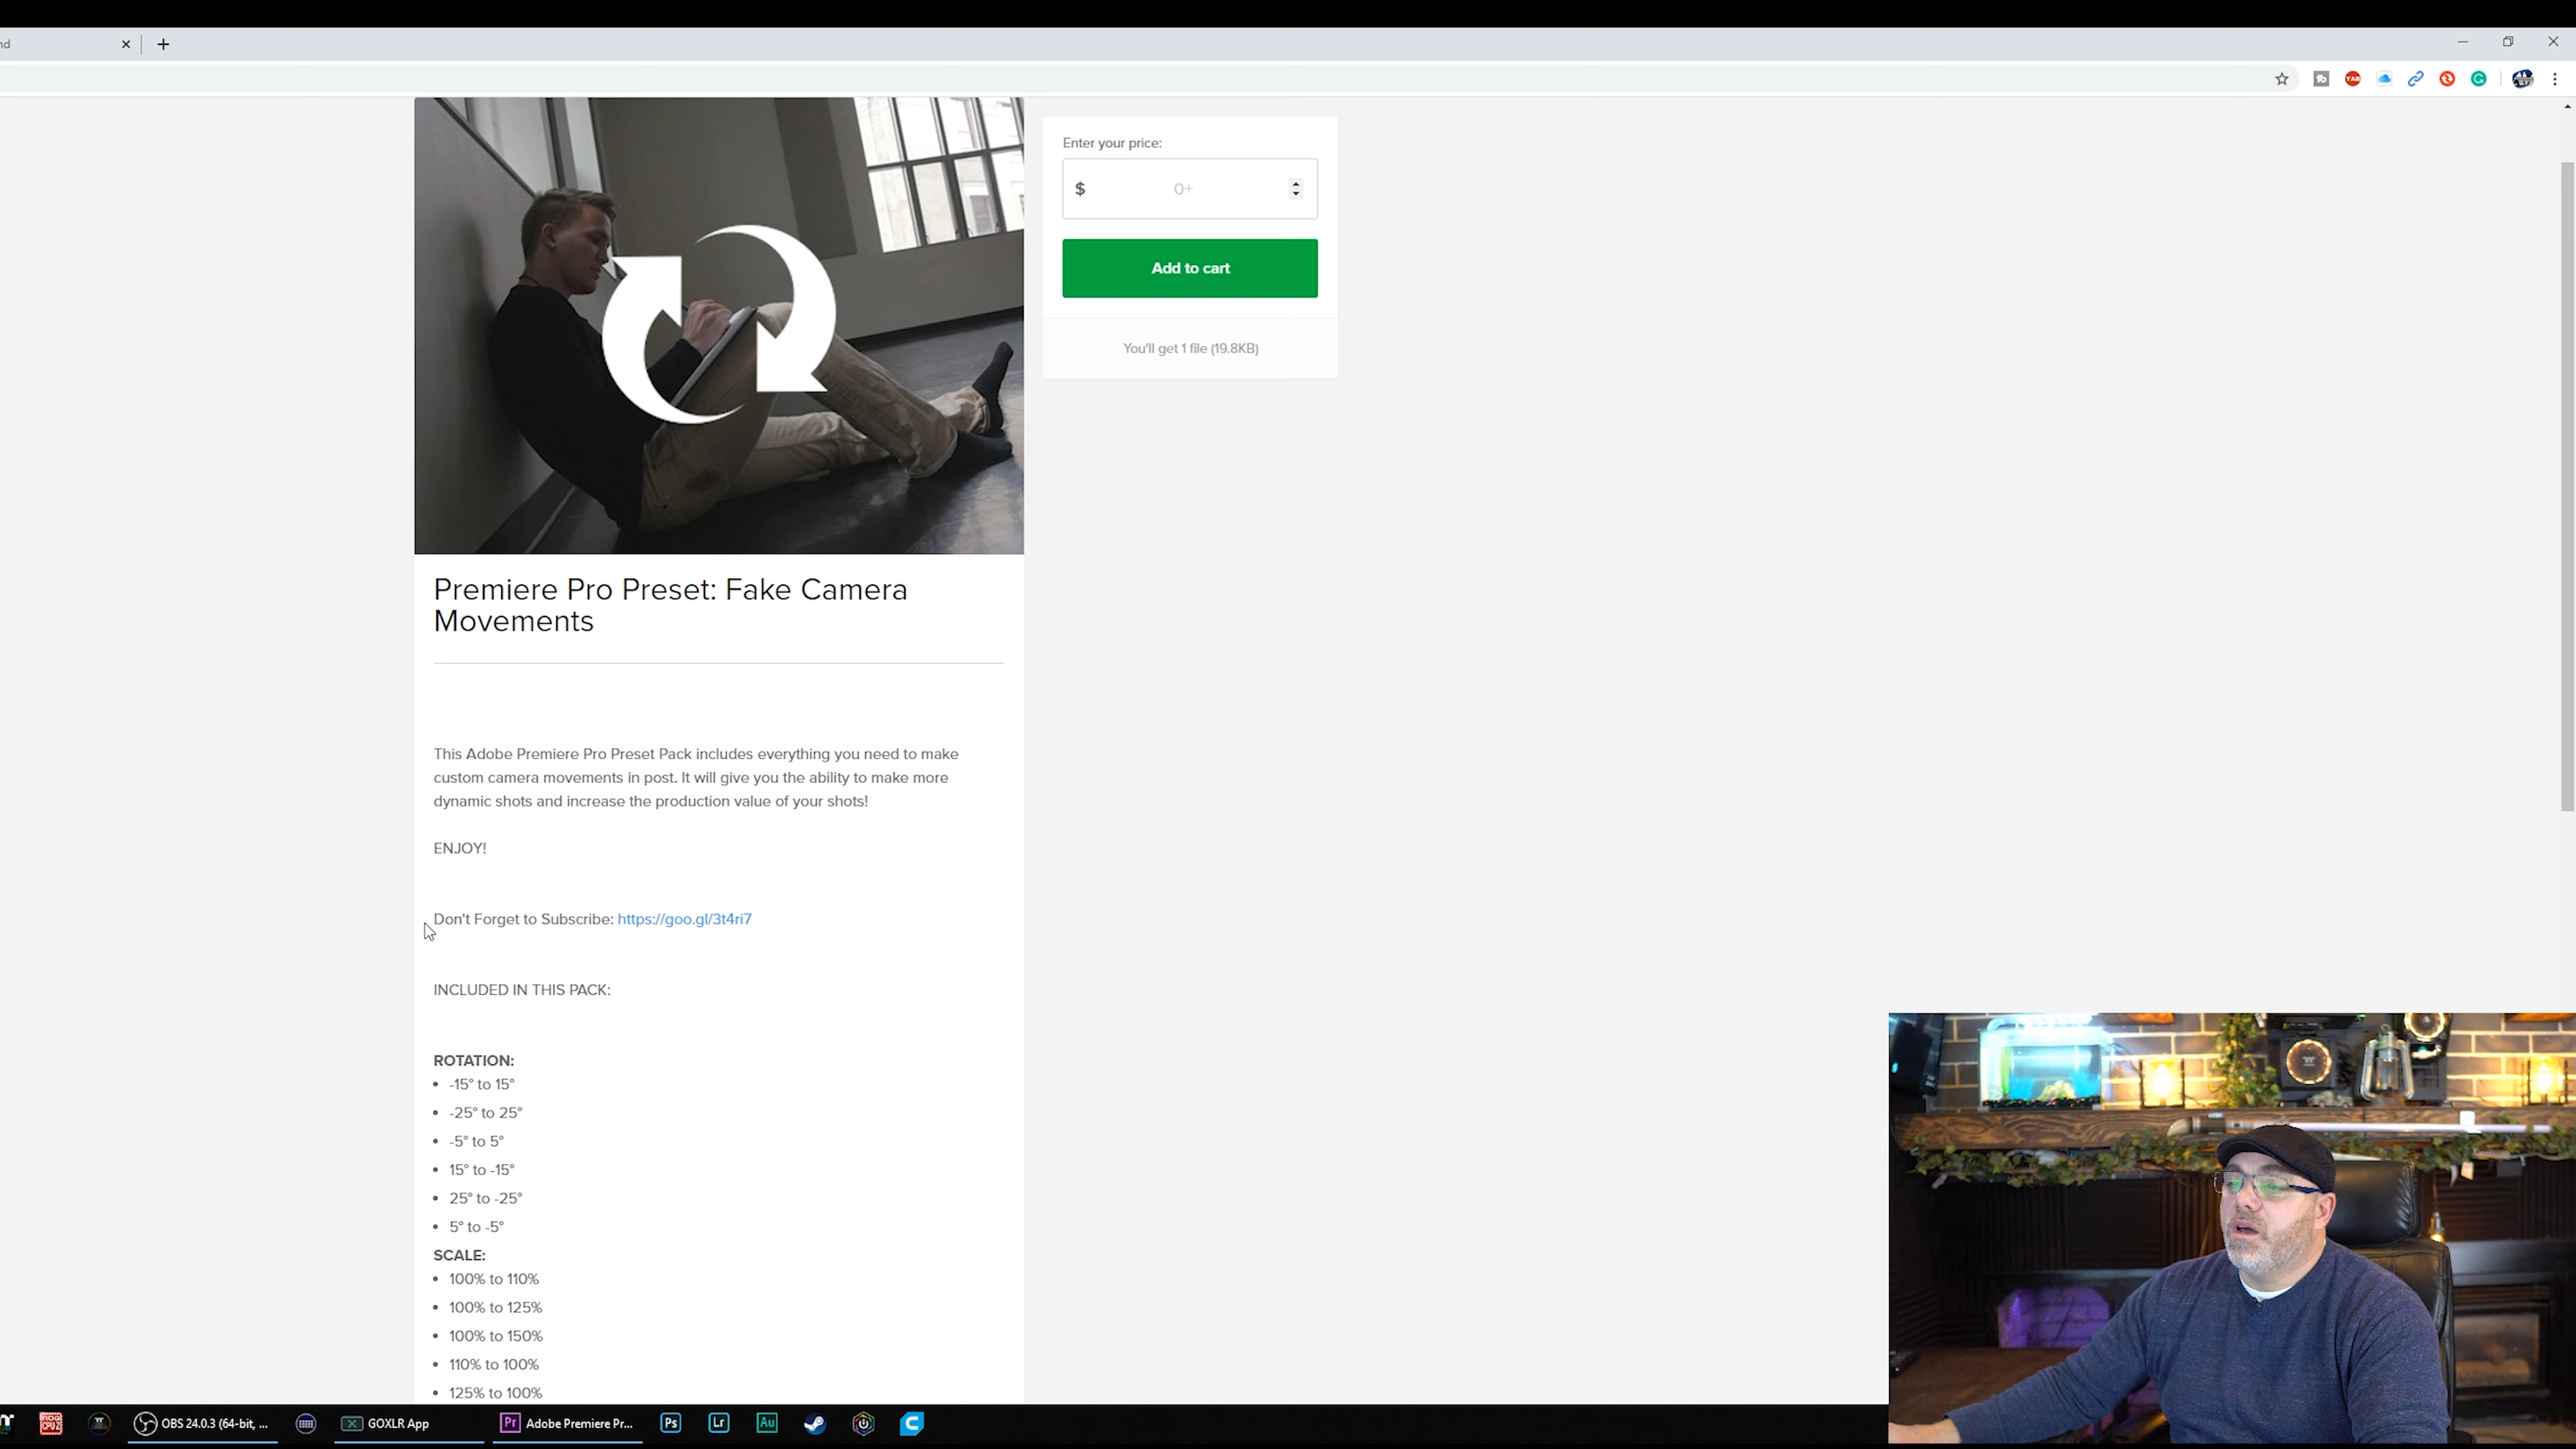 nd
Enter your price:
$ 0+
Add to cart
You'll get 1 file (19.8KB)
Premiere Pro Preset: Fake Camera
Movements
This Adobe Premiere Pro Preset Pack includes everything you need to make
custom camera movements in post. It will give you the ability to make more
dynamic shots and increase the production value of your shots!
ENJOY!
Don't Forget to Subscribe: https://goo.gl/3t4ri7
INCLUDED IN THIS PACK:
ROTATION:
• -15° to 15°
• -25° to 25°
• -5° to 5°
• 15° to -15°
• 25° to -25°
• 5° to -5°
SCALE:
• 100% to 110%
• 100% to 125%
• 100% to 150%
• 110% to 100%
• 125% to 100%
OBS 24.0.3 (64-bit, ... GOXLR App Pr Adobe Premiere Pr... Ps Lr Au